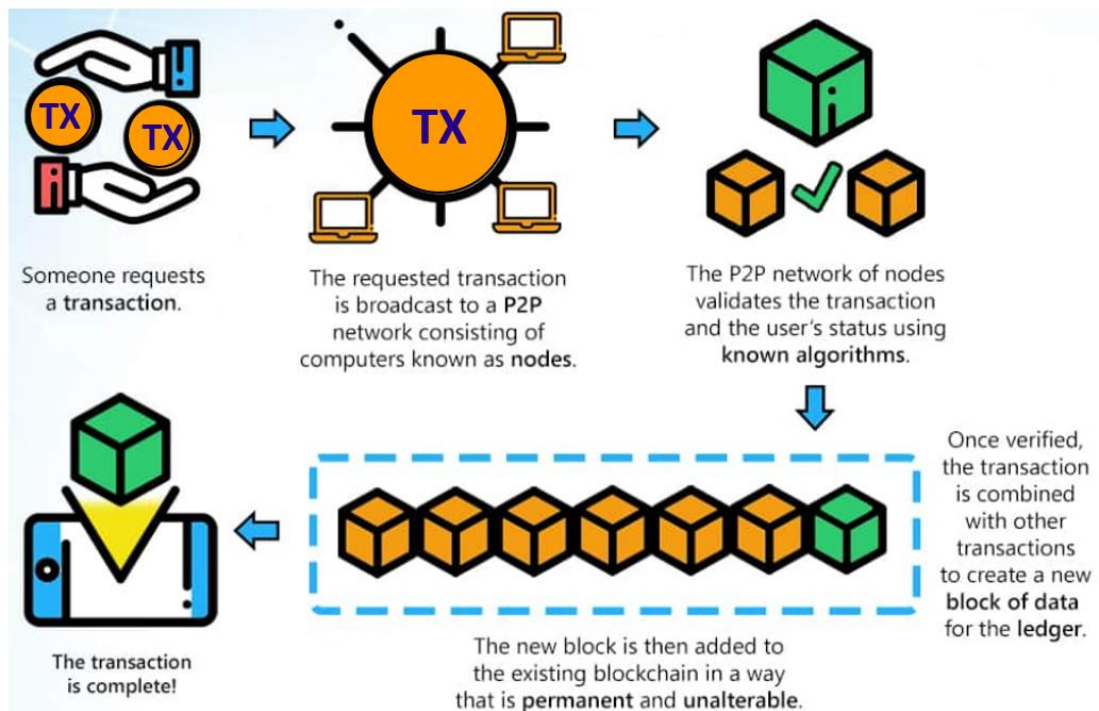 TX
TX
TX
Someone requests
a transaction.
The requested transaction
is broadcast to a P2P
network consisting of
computers known as nodes.
The P2P network of nodes
validates the transaction
and the user's status using
known algorithms.
Once verified,
the transaction
is combined
with other
transactions
to create a new
block of data
for the ledger.
The new block is then added to
the existing blockchain in a way
that is permanent and unalterable.
The transaction
is complete!